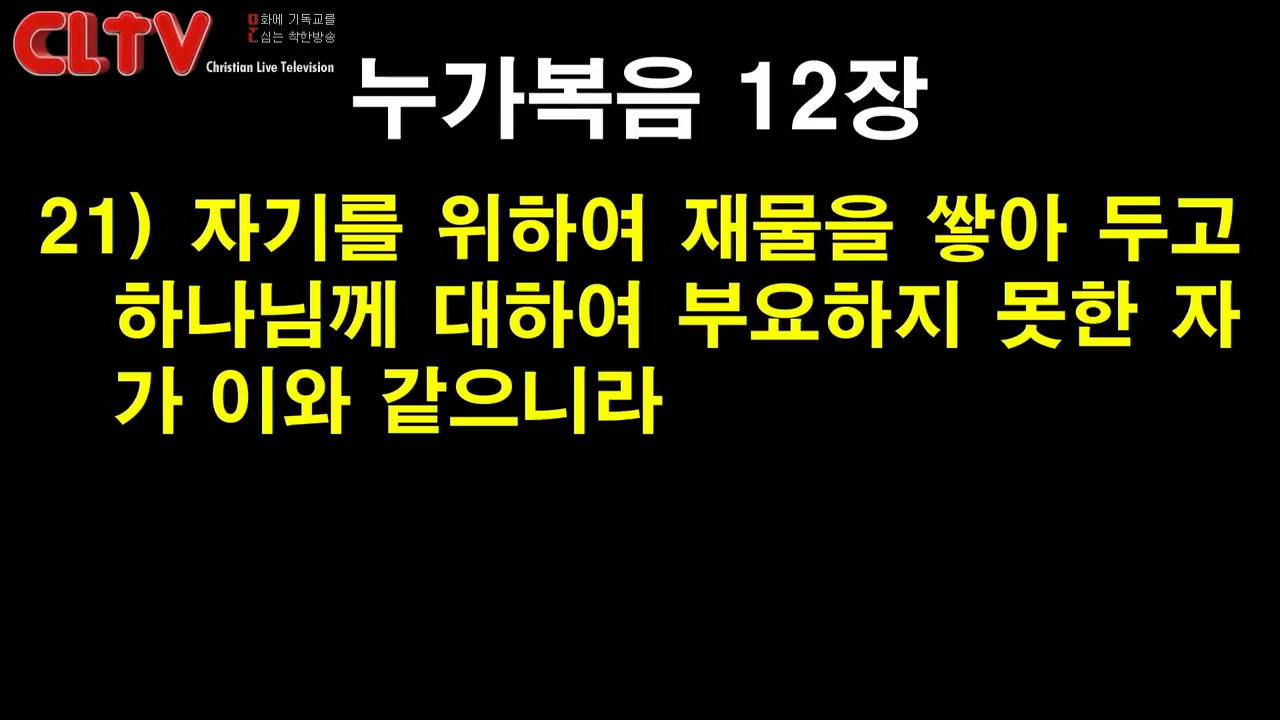 CLTV
문화에 기독교를
심는 착한방송
Christian Live Television
누가복음 12장
21) 자기를 위하여 재물을 쌓아 두고
하나님께 대하여 부요하지 못한 자
가 이와 같으니라